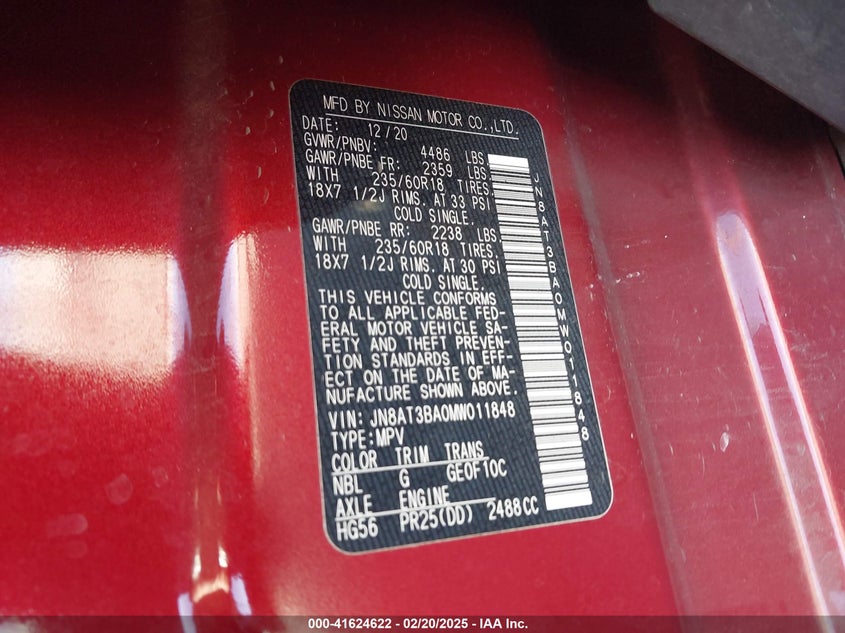 MFD BY NISSAN MOTOR CO.,LTD.
DATE: 12/20
GVWR/PNBV: 4486 LBS
GAWR/PNBE FR: 2359 LBS
WITH 235/60R18 TIRES.
18X7 1/2J RIMS. AT 33 PSI
COLD SINGLE.
GAWR/PNBE RR: 2238 LBS.
WITH 235/60R18 TIRES.
18X7 1/2J RIMS. AT 30 PSI
COLD SINGLE.
THIS VEHICLE CONFORMS
TO ALL APPLICABLE FED-
ERAL MOTOR VEHICLE SA-
FETY AND THEFT PREVEN-
TION STANDARDS IN EFF-
ECT ON THE DATE OF MA-
NUFACTURE SHOWN ABOVE.
VIN: JN8AT3BA0MW011848
TYPE:MPV
COLOR TRIM TRANS
NBL G GE0F10C
AXLE ENGINE
HG56 PR25(DD) 2488CC
JN8AT3BA0MW011848
000-41624622 - 02/20/2025 - IAA Inc.